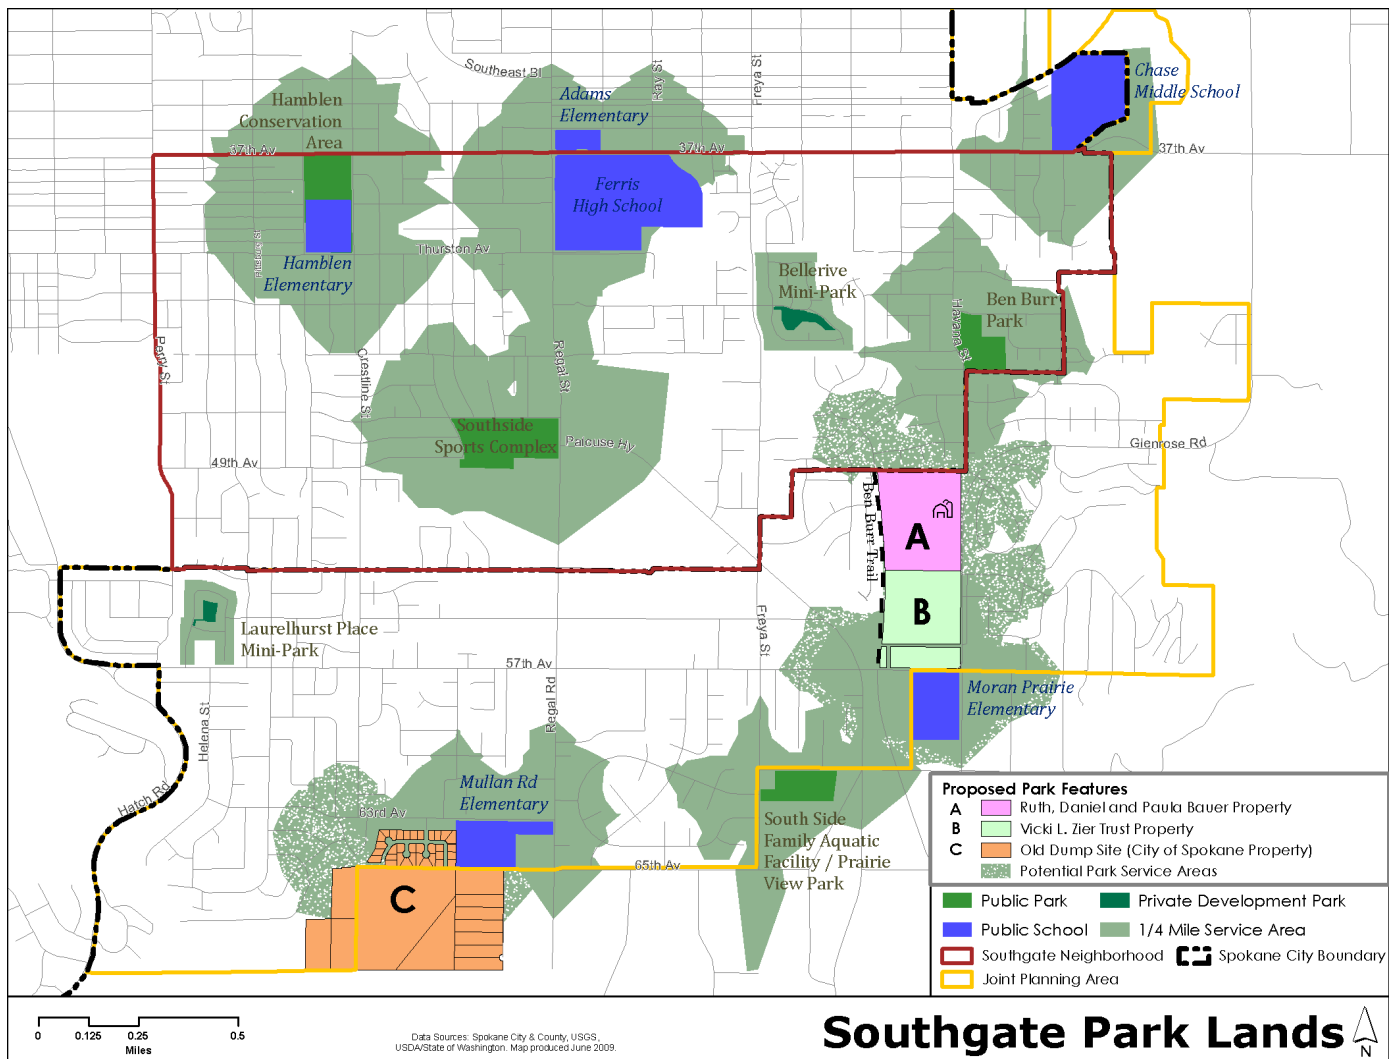 Southeast Bl
Ray St
Freya St
Hamblen
Conservation
Area
Adams
Elementary
Chase
Middle School
37th Av
37th Av
37th Av
Ferris
High School
Thurston Av
Hamblen
Elementary
Bellerive
Mini-Park
Ben Burr
Park
Havana St
Perry St
Crestline St
Regal St
Southside
Sports Complex
Palouse Hy
Glenrose Rd
49th Av
Ben Burr Trail
A
B
Laurelhurst Place
Mini-Park
Freya St
57th Av
Moran Prairie
Elementary
Regal Rd
Helena St
Hatch Rd
Mullan Rd
Elementary
63rd Av
South Side
Family Aquatic
Facility / Prairie
View Park
65th Av
C
Proposed Park Features
A Ruth, Daniel and Paula Bauer Property
B Vicki L. Zier Trust Property
C Old Dump Site (City of Spokane Property)
Potential Park Service Areas
Public Park Private Development Park
Public School 1/4 Mile Service Area
Southgate Neighborhood Spokane City Boundary
Joint Planning Area
0 0.125 0.25 0.5
Miles
Data Sources: Spokane City & County, USGS,
USDA/State of Washington. Map produced June 2009.
Southgate Park Lands
N